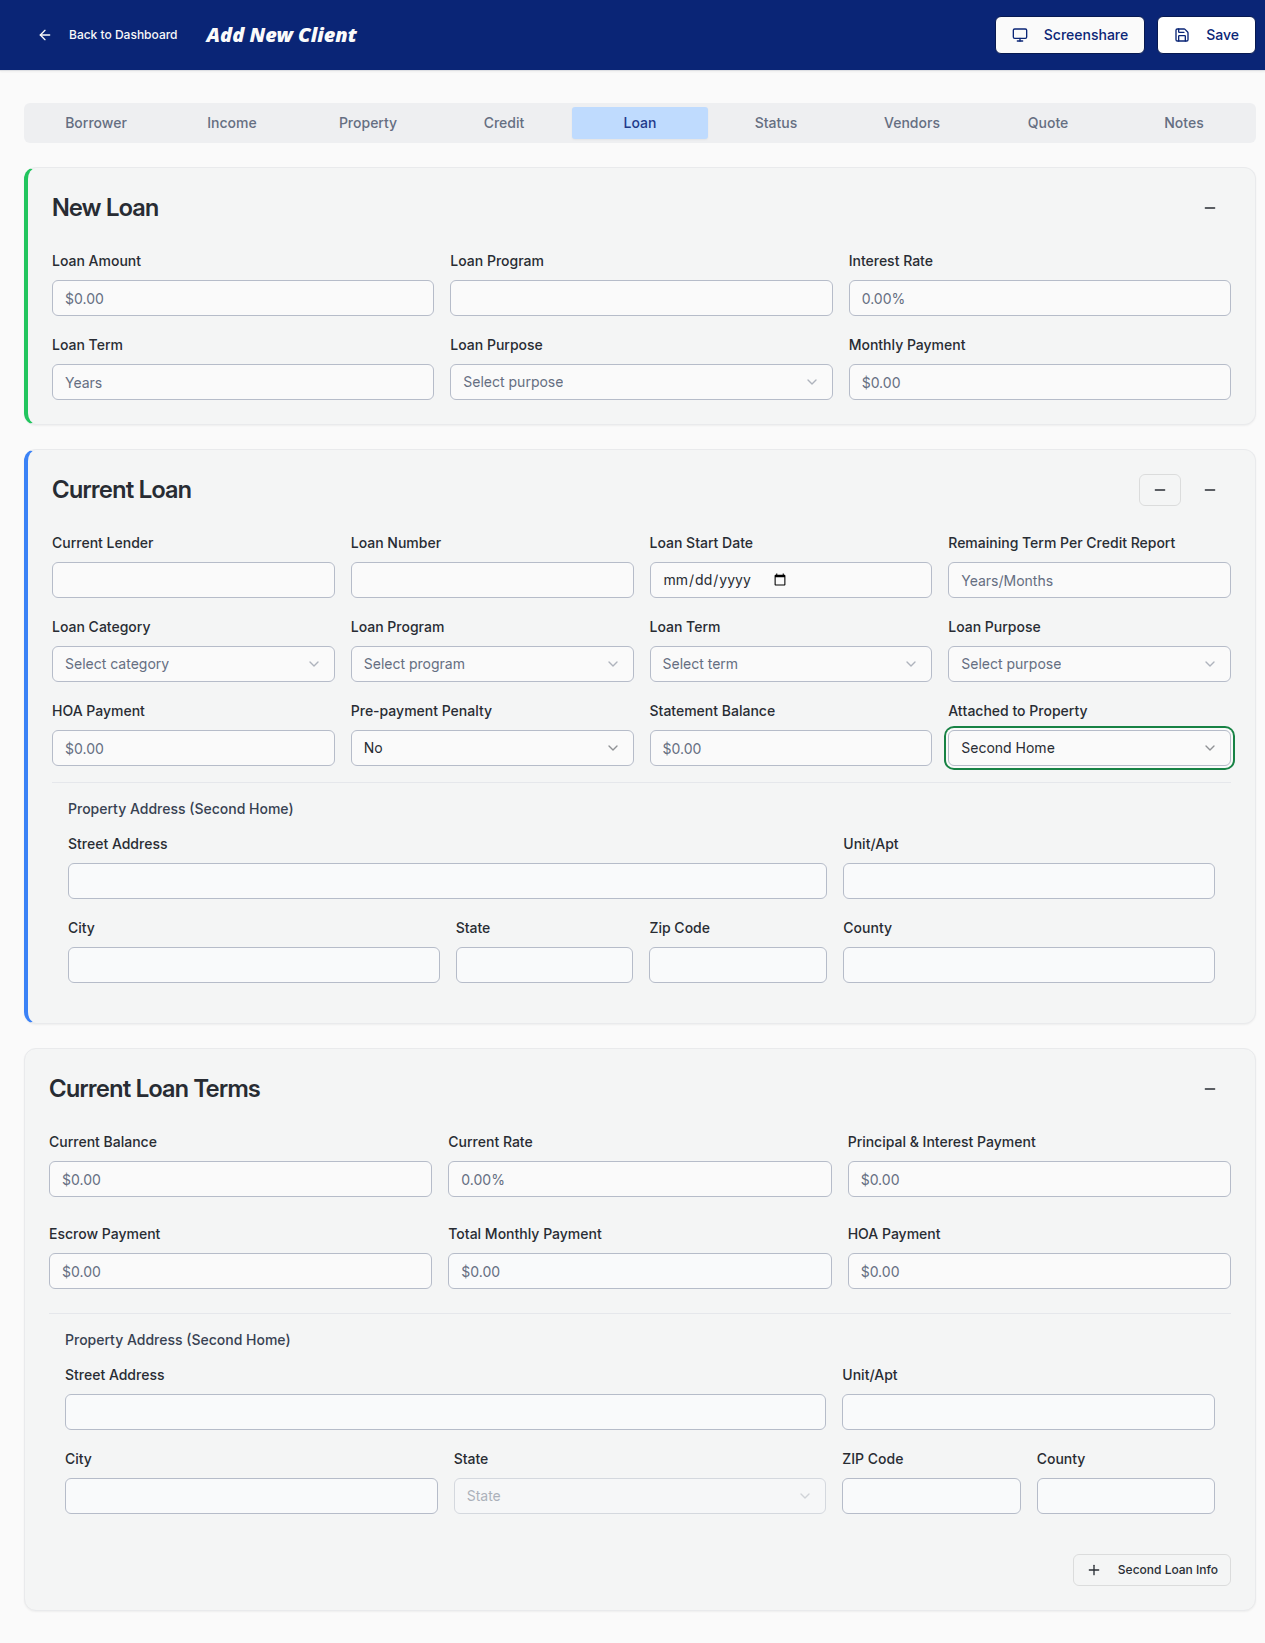 Back to Dashboard Add New Client Screenshare Save
Borrower Income Property Credit Loan Status Vendors Quote Notes
New Loan
Loan Amount Loan Program Interest Rate
$0.00 0.00%
Loan Term Loan Purpose Monthly Payment
Years Select purpose $0.00
Current Loan
Current Lender Loan Number Loan Start Date Remaining Term Per Credit Report
mm/dd/yyyy Years/Months
Loan Category Loan Program Loan Term Loan Purpose
Select category Select program Select term Select purpose
HOA Payment Pre-payment Penalty Statement Balance Attached to Property
$0.00 No $0.00 Second Home
Property Address (Second Home)
Street Address Unit/Apt
City State Zip Code County
Current Loan Terms
Current Balance Current Rate Principal & Interest Payment
$0.00 0.00% $0.00
Escrow Payment Total Monthly Payment HOA Payment
$0.00 $0.00 $0.00
Property Address (Second Home)
Street Address Unit/Apt
City State ZIP Code County
State
Second Loan Info